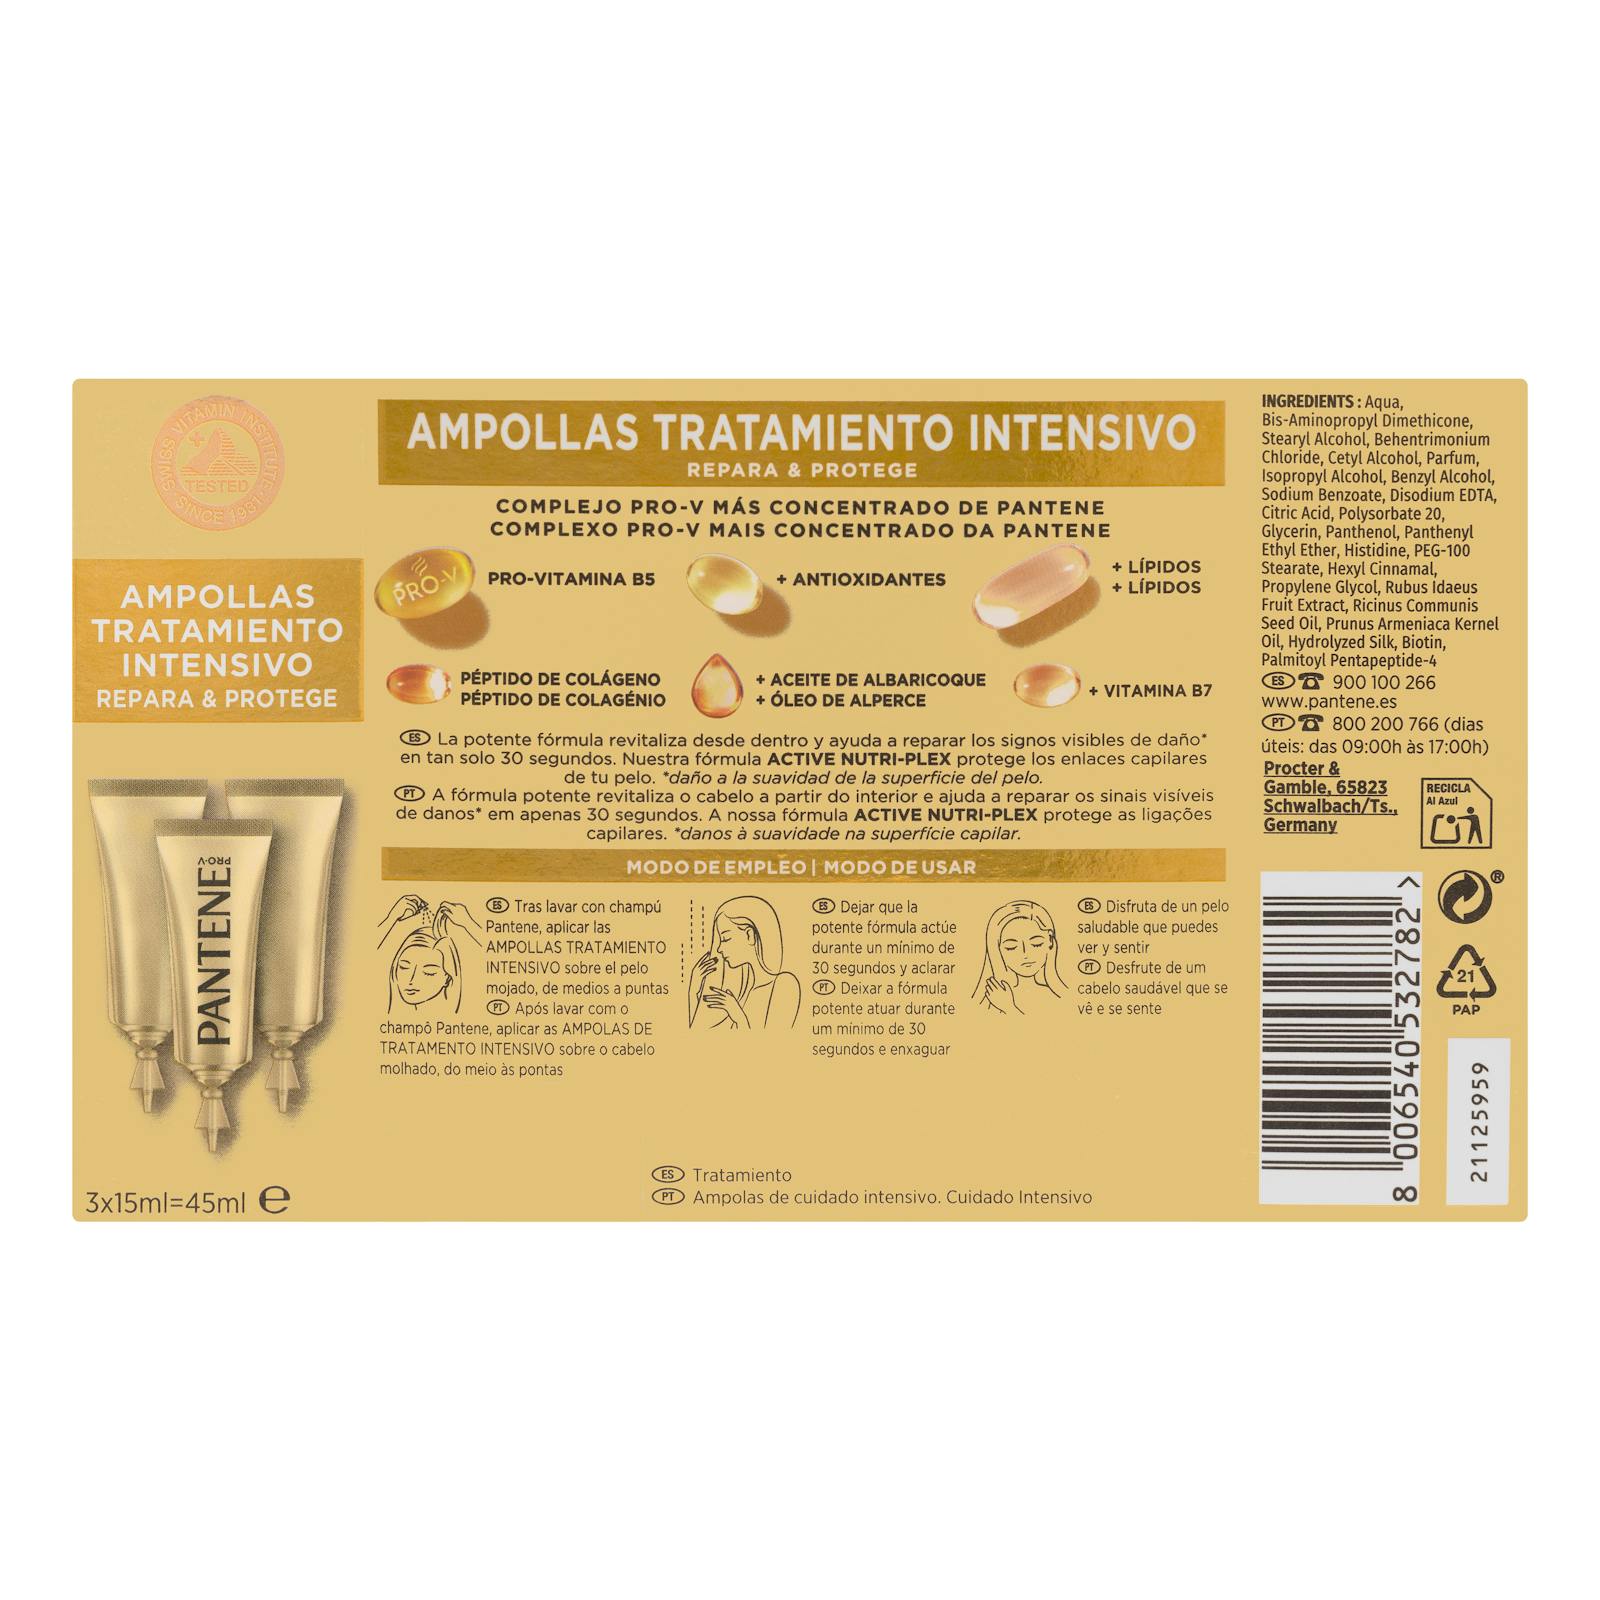 SWISS VITAMIN INSTITUTE
TESTED
SINCE 1931
AMPOLLAS
TRATAMIENTO
INTENSIVO
REPARA & PROTEGE
PANTENE
PRO-V
3x15ml=45ml e
AMPOLLAS TRATAMIENTO INTENSIVO
REPARA & PROTEGE
COMPLEJO PRO-V MÁS CONCENTRADO DE PANTENE
COMPLEXO PRO-V MAIS CONCENTRADO DA PANTENE
PRO-V
PRO-VITAMINA B5
+ ANTIOXIDANTES
+ LÍPIDOS
+ LÍPIDOS
PÉPTIDO DE COLÁGENO
PÉPTIDO DE COLAGÉNIO
+ ACEITE DE ALBARICOQUE
+ ÓLEO DE ALPERCE
+ VITAMINA B7
ES La potente fórmula revitaliza desde dentro y ayuda a reparar los signos visibles de daño*
en tan solo 30 segundos. Nuestra fórmula ACTIVE NUTRI-PLEX protege los enlaces capilares
de tu pelo. *daño a la suavidad de la superficie del pelo.
PT A fórmula potente revitaliza o cabelo a partir do interior e ajuda a reparar os sinais visíveis
de danos* em apenas 30 segundos. A nossa fórmula ACTIVE NUTRI-PLEX protege as ligações
capilares. *danos à suavidade na superfície capilar.
MODO DE EMPLEO | MODO DE USAR
ES Tras lavar con champú
Pantene, aplicar las
AMPOLLAS TRATAMIENTO
INTENSIVO sobre el pelo
mojado, de medios a puntas
PT Após lavar com o
champô Pantene, aplicar as AMPOLAS DE
TRATAMENTO INTENSIVO sobre o cabelo
molhado, do meio às pontas
ES Dejar que la
potente fórmula actúe
durante un mínimo de
30 segundos y aclarar
PT Deixar a fórmula
potente atuar durante
um mínimo de 30
segundos e enxaguar
ES Disfruta de un pelo
saludable que puedes
ver y sentir
PT Desfrute de um
cabelo saudável que se
vê e se sente
ES Tratamiento
PT Ampolas de cuidado intensivo. Cuidado Intensivo
INGREDIENTS : Aqua,
Bis-Aminopropyl Dimethicone,
Stearyl Alcohol, Behentrimonium
Chloride, Cetyl Alcohol, Parfum,
Isopropyl Alcohol, Benzyl Alcohol,
Sodium Benzoate, Disodium EDTA,
Citric Acid, Polysorbate 20,
Glycerin, Panthenol, Panthenyl
Ethyl Ether, Histidine, PEG-100
Stearate, Hexyl Cinnamal,
Propylene Glycol, Rubus Idaeus
Fruit Extract, Ricinus Communis
Seed Oil, Prunus Armeniaca Kernel
Oil, Hydrolyzed Silk, Biotin,
Palmitoyl Pentapeptide-4
ES ☎ 900 100 266
www.pantene.es
PT ☎ 800 200 766 (dias
úteis: das 09:00h às 17:00h)
Procter &
Gamble, 65823
Schwalbach/Ts.,
Germany
RECICLA
Al Azul
®
21
PAP
8 006540 532782 >
21125959